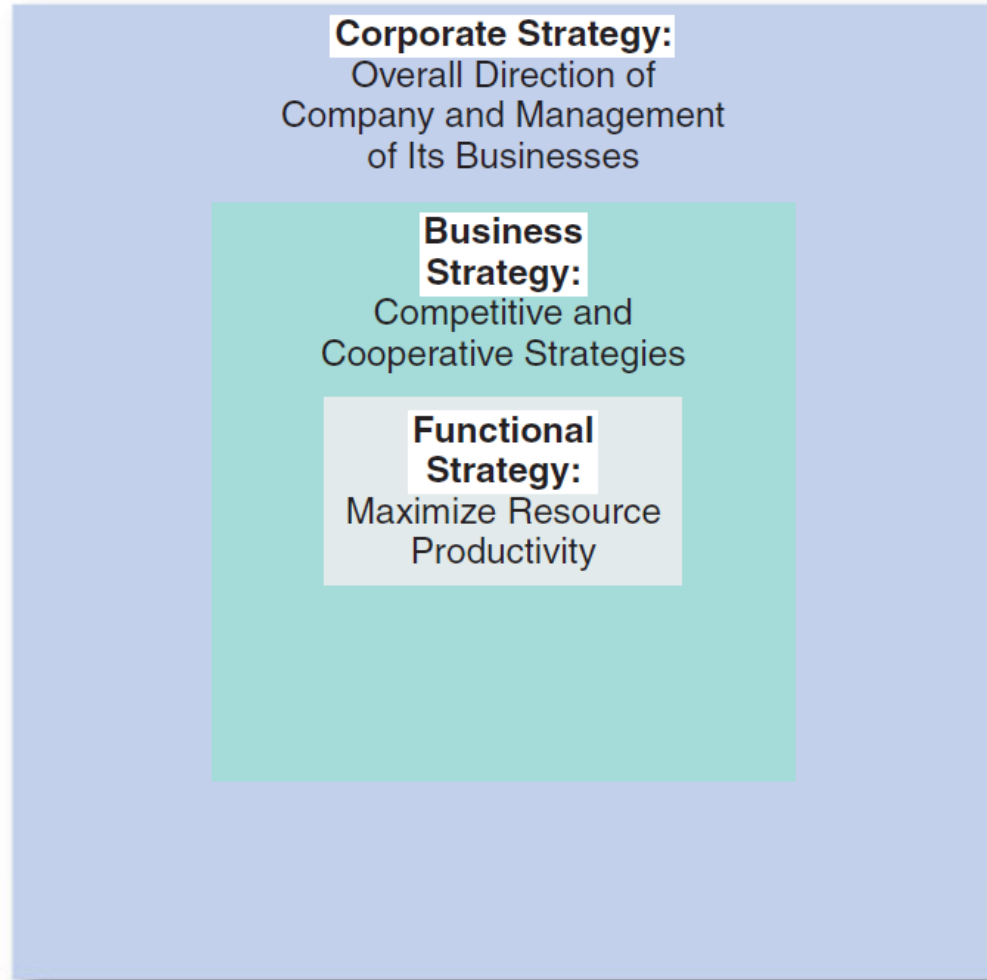 Corporate Strategy:
Overall Direction of
Company and Management
of Its Businesses
Business
Strategy:
Competitive and
Cooperative Strategies
Functional
Strategy:
Maximize Resource
Productivity